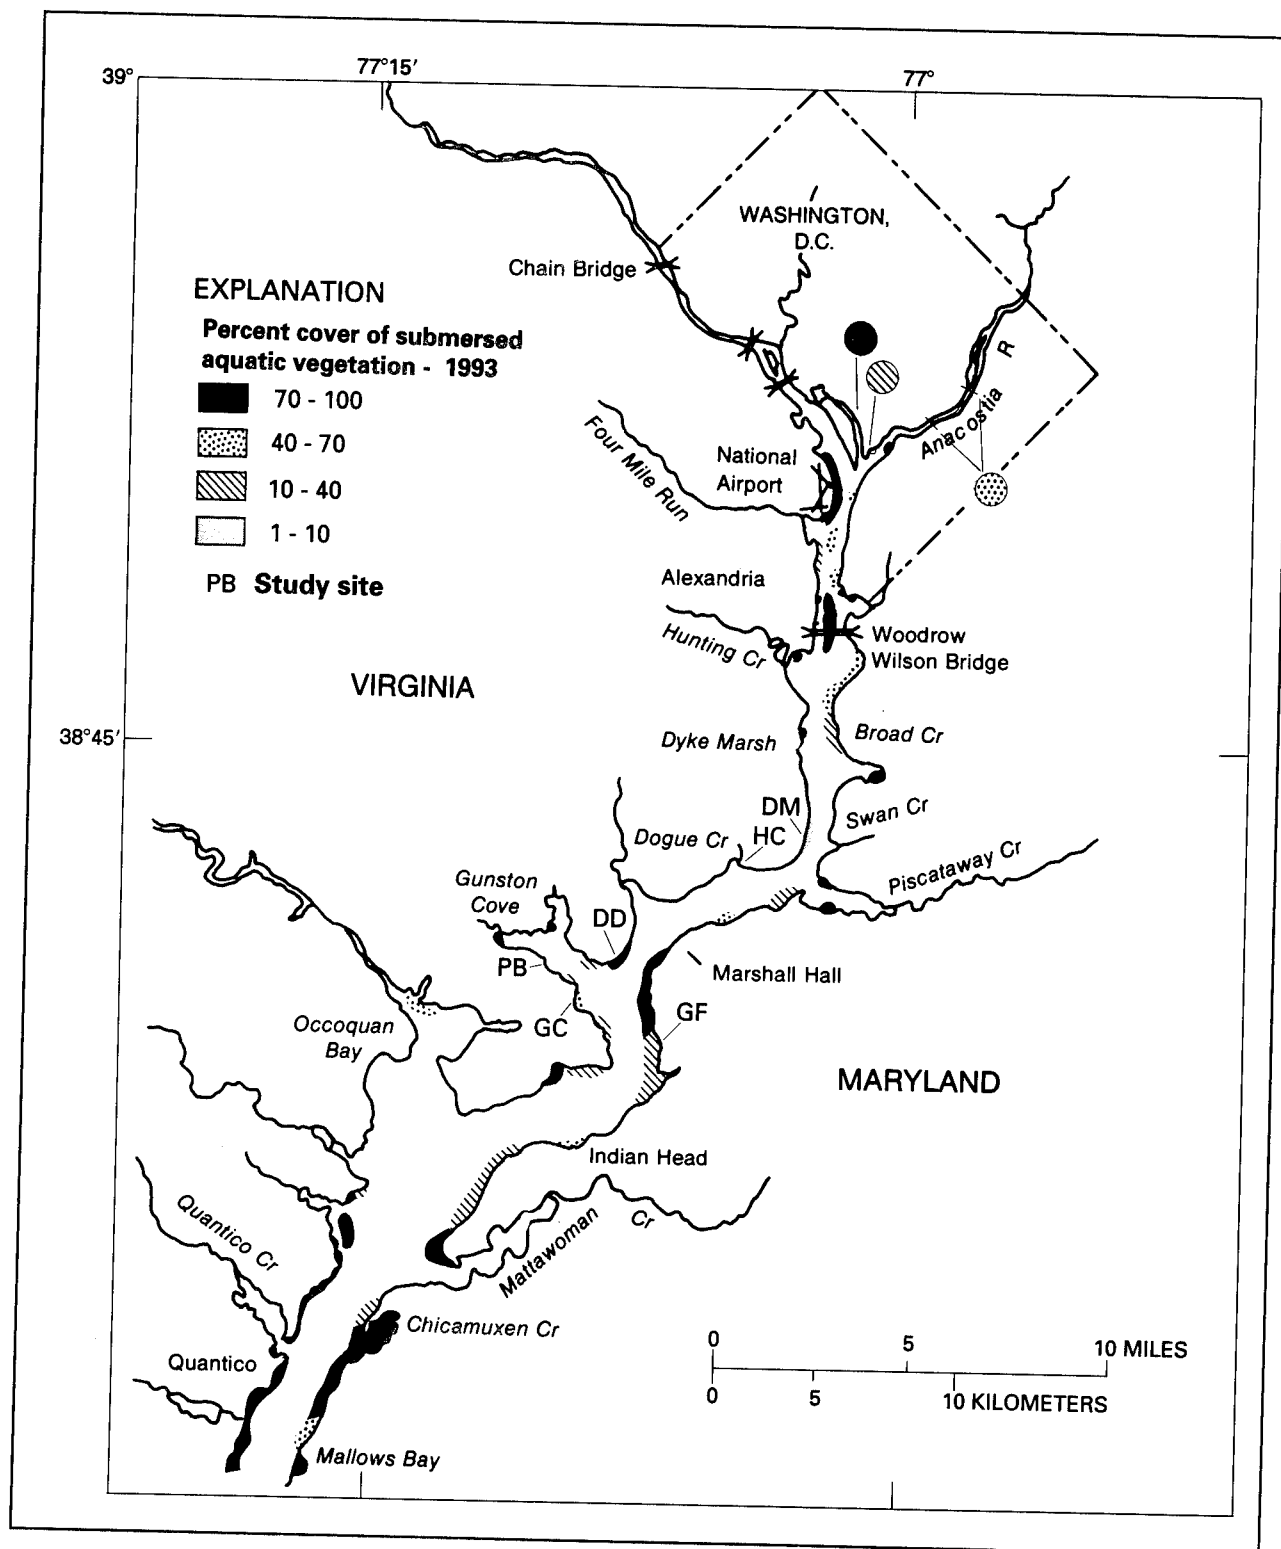 39°
77°15′
77°
WASHINGTON,
D.C.
Chain Bridge
EXPLANATION
Percent cover of submersed
aquatic vegetation - 1993
70 - 100
40 - 70
10 - 40
1 - 10
PB Study site
Four Mile Run
National
Airport
Anacostia
R
Alexandria
Hunting Cr
Woodrow
Wilson Bridge
VIRGINIA
38°45′
Dyke Marsh
Broad Cr
DM
Swan Cr
Dogue Cr
HC
Piscataway Cr
Gunston
Cove
DD
PB
Marshall Hall
GC
GF
Occoquan
Bay
MARYLAND
Indian Head
Quantico Cr
Mattawoman
Cr
Chicamuxen Cr
Quantico
0 5 10 MILES
0 5 10 KILOMETERS
Mallows Bay